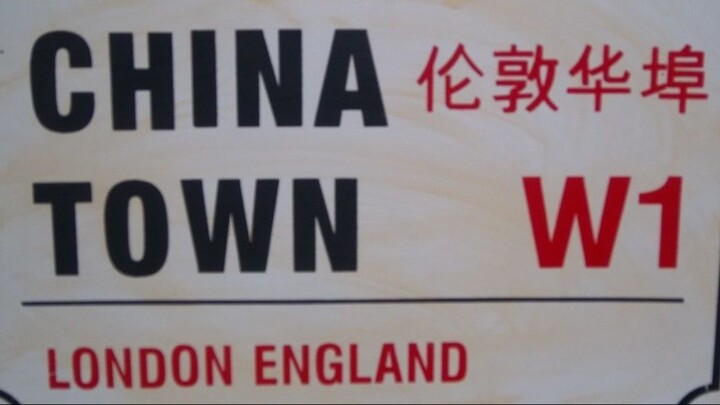 CHINA 伦敦华埠
TOWN W1
LONDON ENGLAND